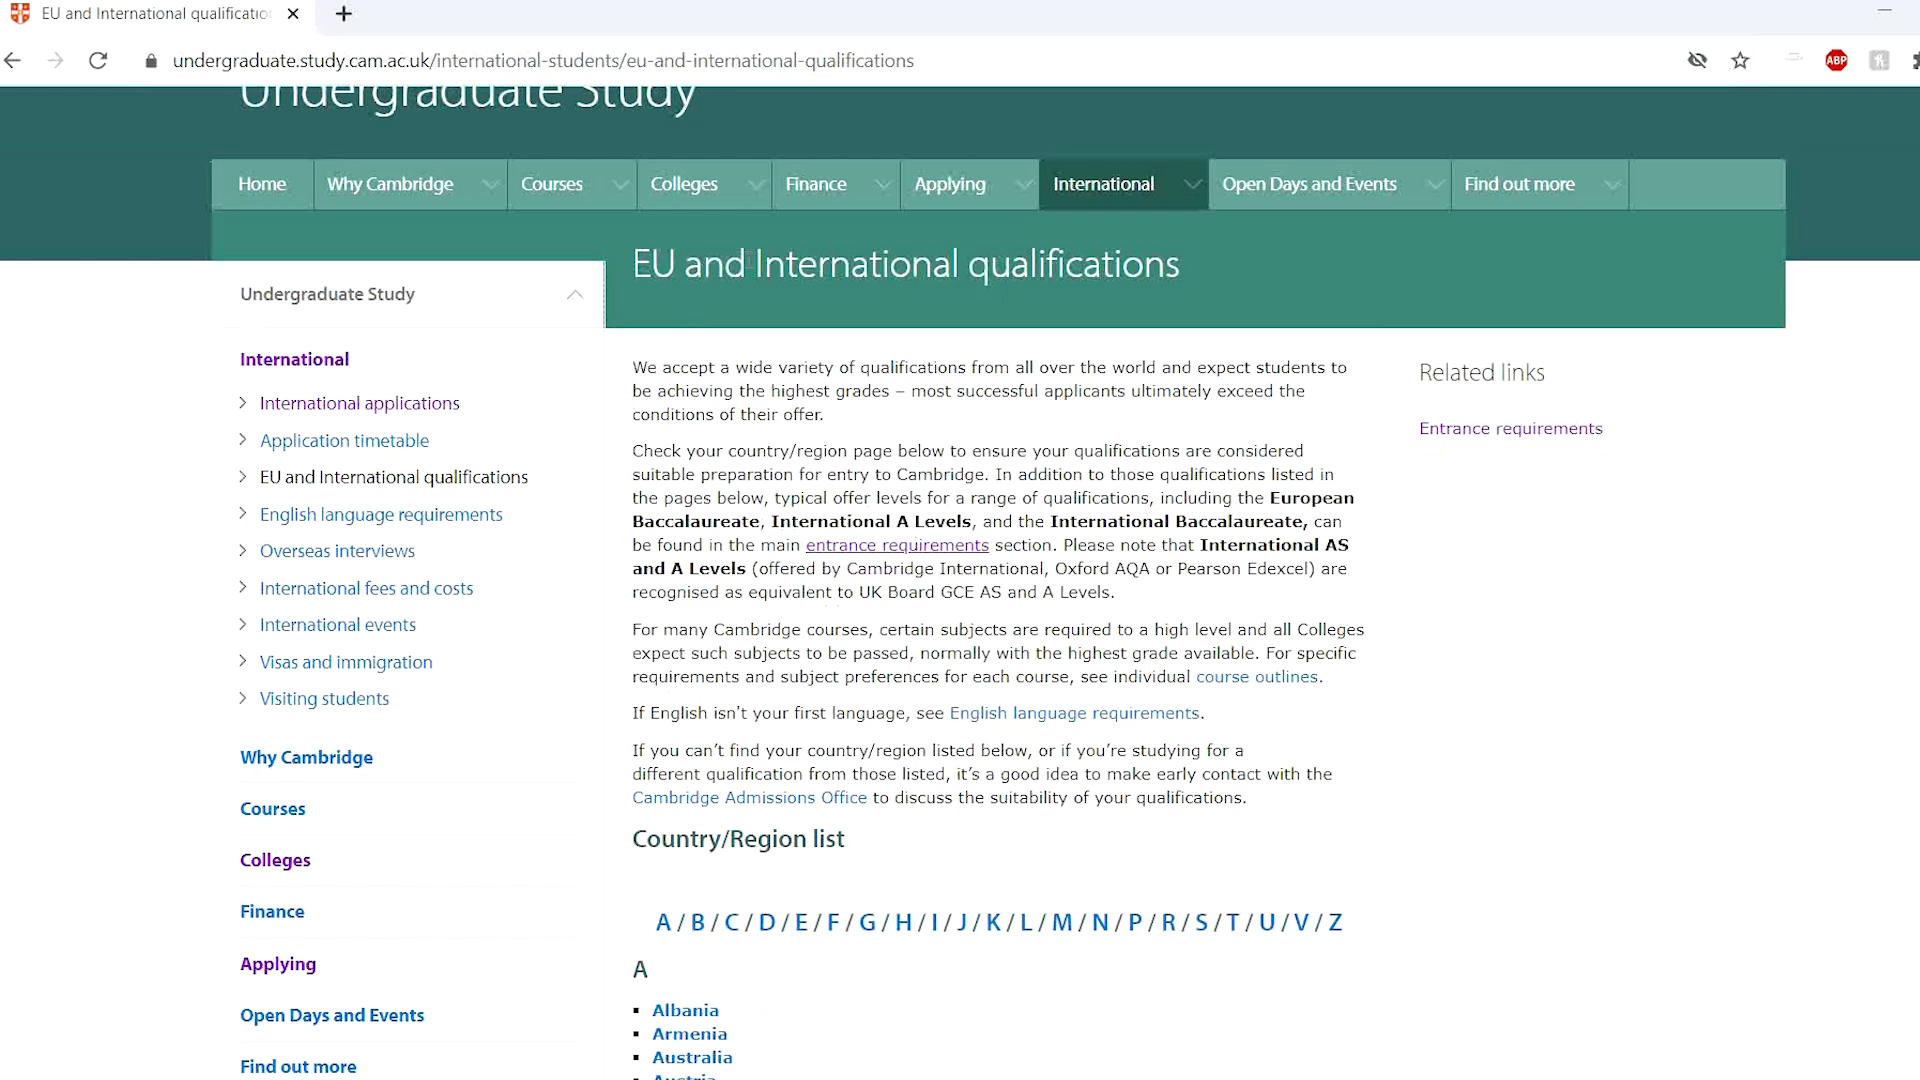 EU and International qualificatio
undergraduate.study.cam.ac.uk/international-students/eu-and-international-qualifications
ABP
Undergraduate Study
Home
Why Cambridge
Courses
Colleges
Finance
Applying
International
Open Days and Events
Find out more
EU and International qualifications
Undergraduate Study
International
International applications
Application timetable
EU and International qualifications
English language requirements
Overseas interviews
International fees and costs
International events
Visas and immigration
Visiting students
Why Cambridge
Courses
Colleges
Finance
Applying
Open Days and Events
Find out more
We accept a wide variety of qualifications from all over the world and expect students to
be achieving the highest grades – most successful applicants ultimately exceed the
conditions of their offer.
Check your country/region page below to ensure your qualifications are considered
suitable preparation for entry to Cambridge. In addition to those qualifications listed in
the pages below, typical offer levels for a range of qualifications, including the European
Baccalaureate, International A Levels, and the International Baccalaureate, can
be found in the main entrance requirements section. Please note that International AS
and A Levels (offered by Cambridge International, Oxford AQA or Pearson Edexcel) are
recognised as equivalent to UK Board GCE AS and A Levels.
For many Cambridge courses, certain subjects are required to a high level and all Colleges
expect such subjects to be passed, normally with the highest grade available. For specific
requirements and subject preferences for each course, see individual course outlines.
If English isn't your first language, see English language requirements.
If you can't find your country/region listed below, or if you're studying for a
different qualification from those listed, it's a good idea to make early contact with the
Cambridge Admissions Office to discuss the suitability of your qualifications.
Country/Region list
A / B / C / D / E / F / G / H / I / J / K / L / M / N / P / R / S / T / U / V / Z
A
Albania
Armenia
Australia
Austria
Related links
Entrance requirements